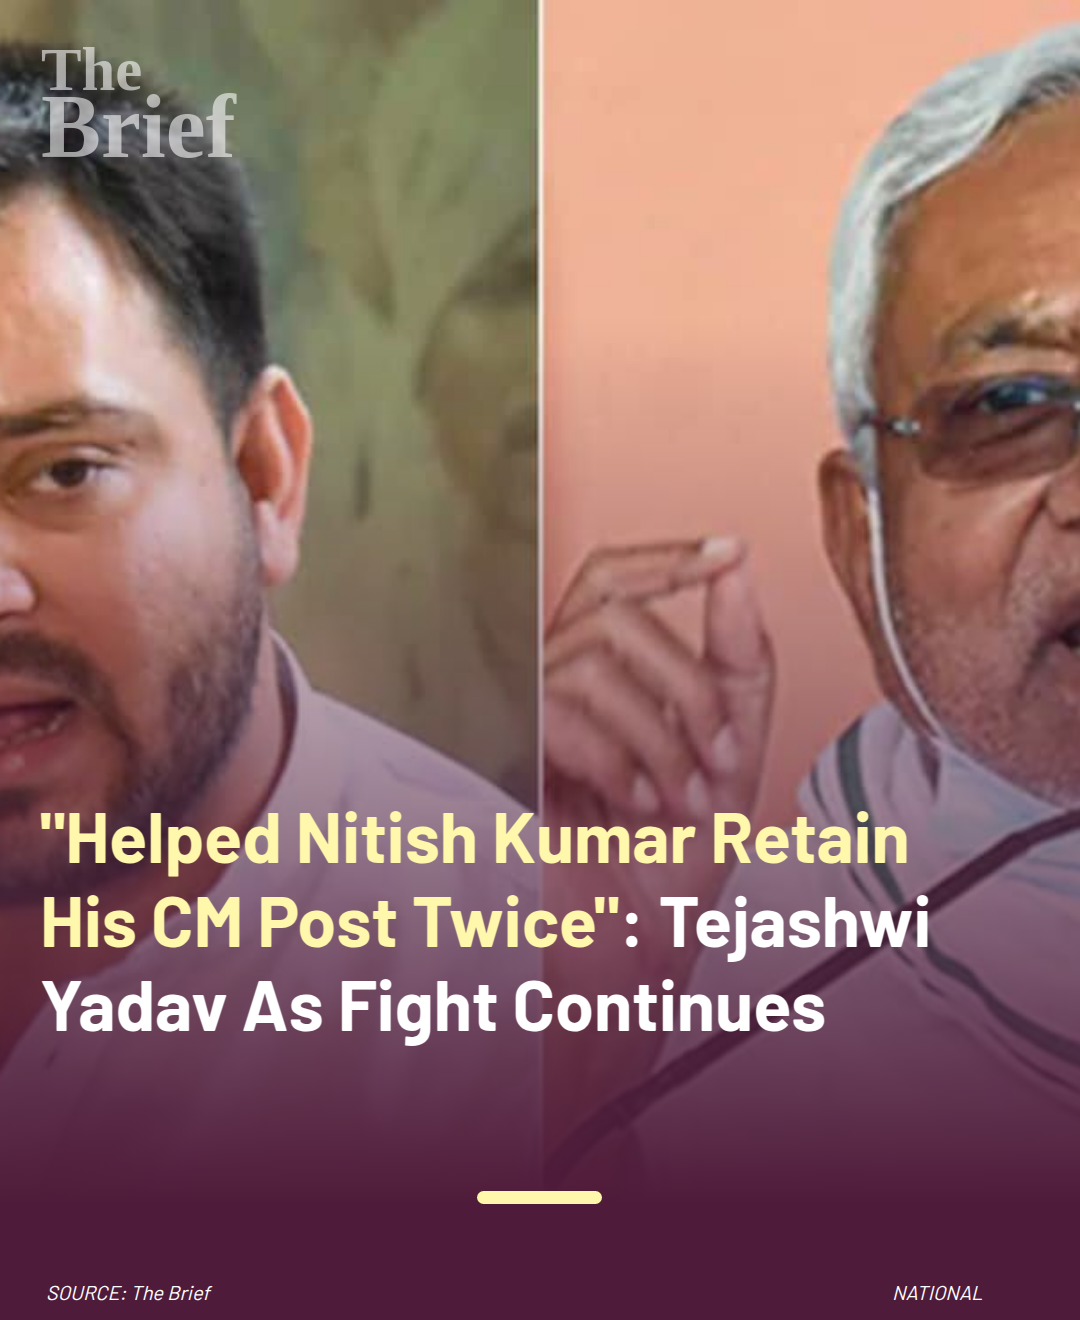 The
Brief
"Helped Nitish Kumar Retain
His CM Post Twice": Tejashwi
Yadav As Fight Continues
SOURCE: The Brief
NATIONAL